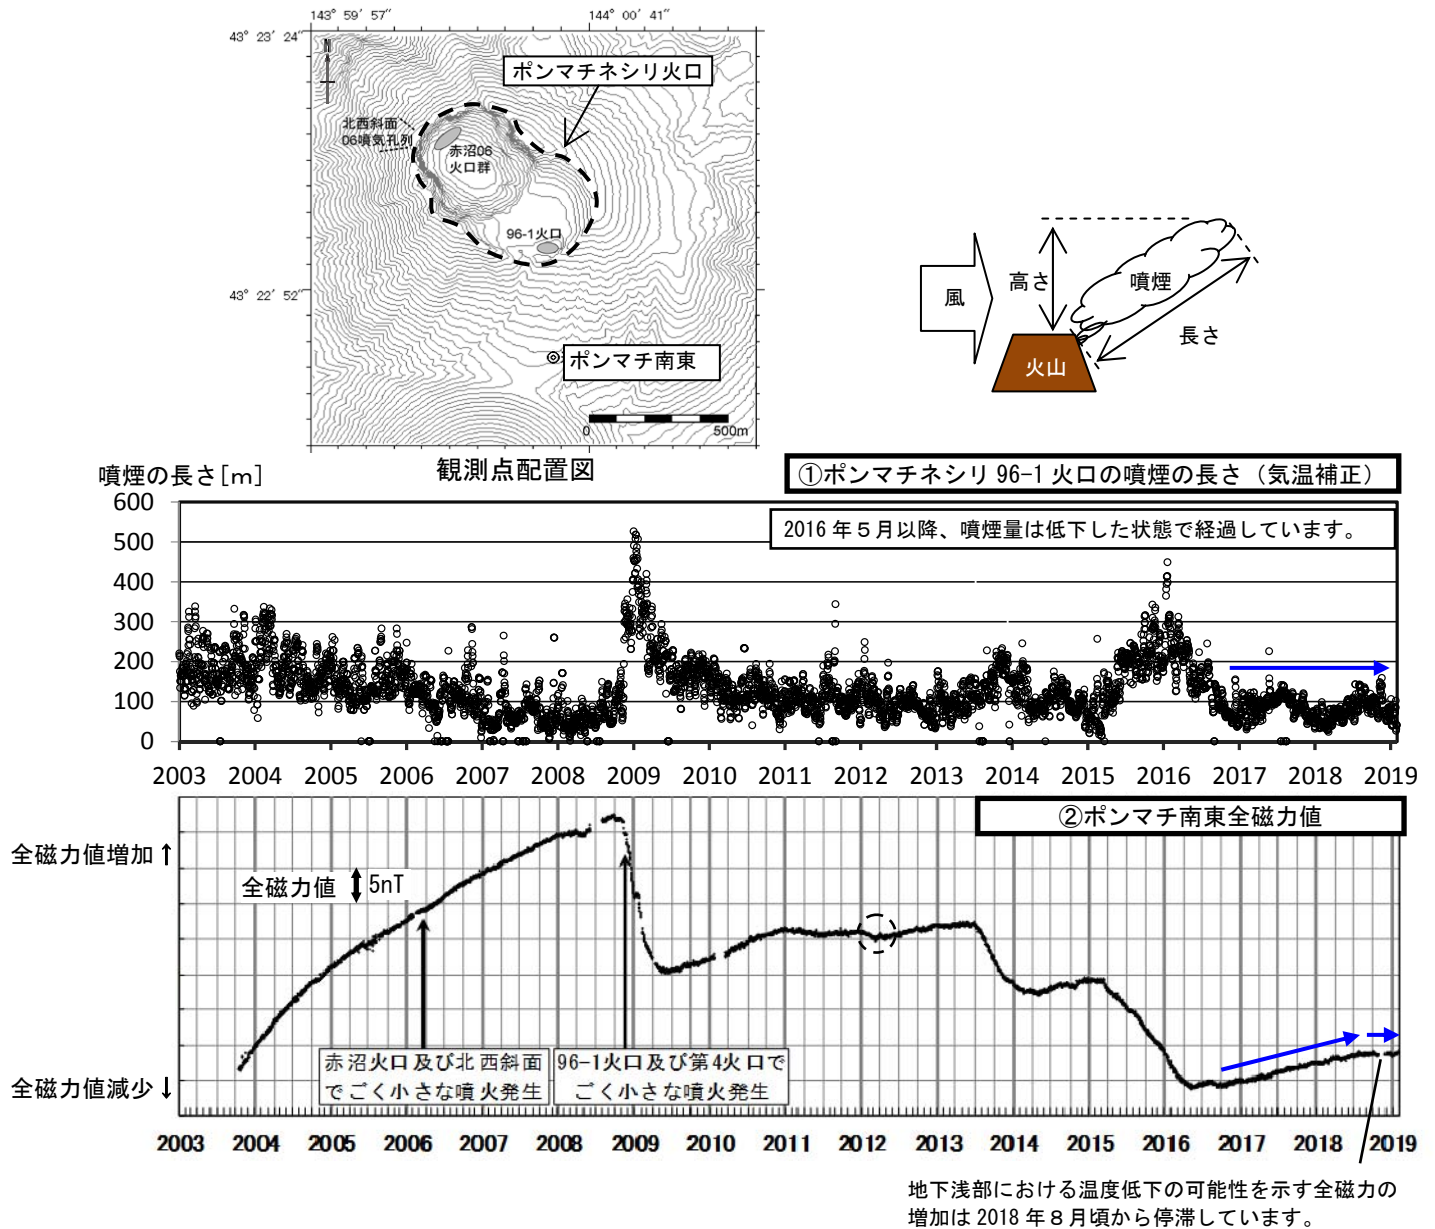 143° 59′ 57″
144° 00′ 41″
43° 23′ 24″
N
ポンマチネシリ火口
北西斜面
06噴気孔列
赤沼06
火口群
96-1火口
43° 22′ 52″
ポンマチ南東
0
500m
観測点配置図
風
高さ
噴煙
長さ
火山
噴煙の長さ[m]
①ポンマチネシリ 96-1 火口の噴煙の長さ（気温補正）
2016 年５月以降、噴煙量は低下した状態で経過しています。
600
500
400
300
200
100
0
2003 2004 2005 2006 2007 2008 2009 2010 2011 2012 2013 2014 2015 2016 2017 2018 2019
②ポンマチ南東全磁力値
全磁力値増加↑
全磁力値
5nT
全磁力値減少↓
赤沼火口及び北西斜面
でごく小さな噴火発生
96-1火口及び第4火口で
ごく小さな噴火発生
2003 2004 2005 2006 2007 2008 2009 2010 2011 2012 2013 2014 2015 2016 2017 2018 2019
地下浅部における温度低下の可能性を示す全磁力の
増加は 2018 年８月頃から停滞しています。